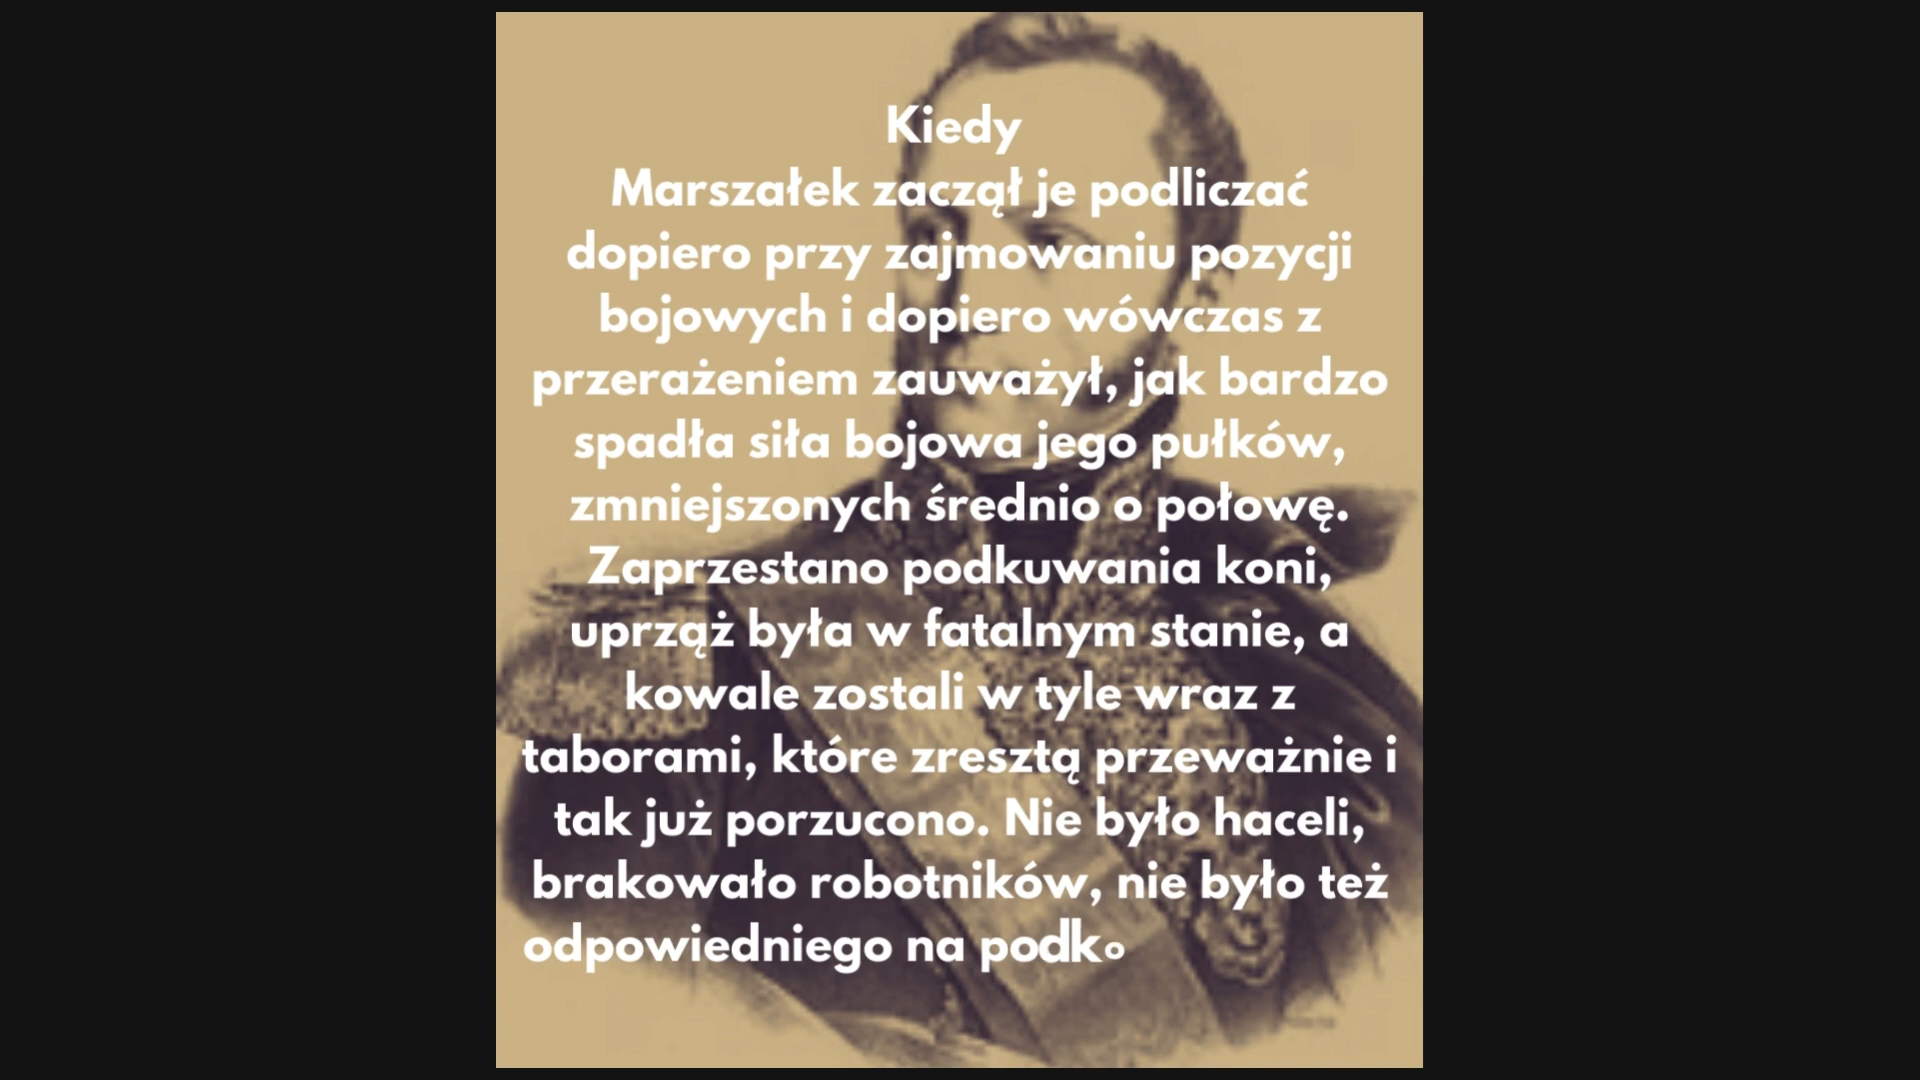 Kiedy
Marszałek zaczął je podliczać
dopiero przy zajmowaniu pozycji
bojowych i dopiero wówczas z
przerażeniem zauważył, jak bardzo
spadła siła bojowa jego pułków,
zmniejszonych średnio o połowę.
Zaprzestano podkuwania koni,
uprząż była w fatalnym stanie, a
kowale zostali w tyle wraz z
taborami, które zresztą przeważnie i
tak już porzucono. Nie było haceli,
brakowało robotników, nie było też
odpowiedniego na podko